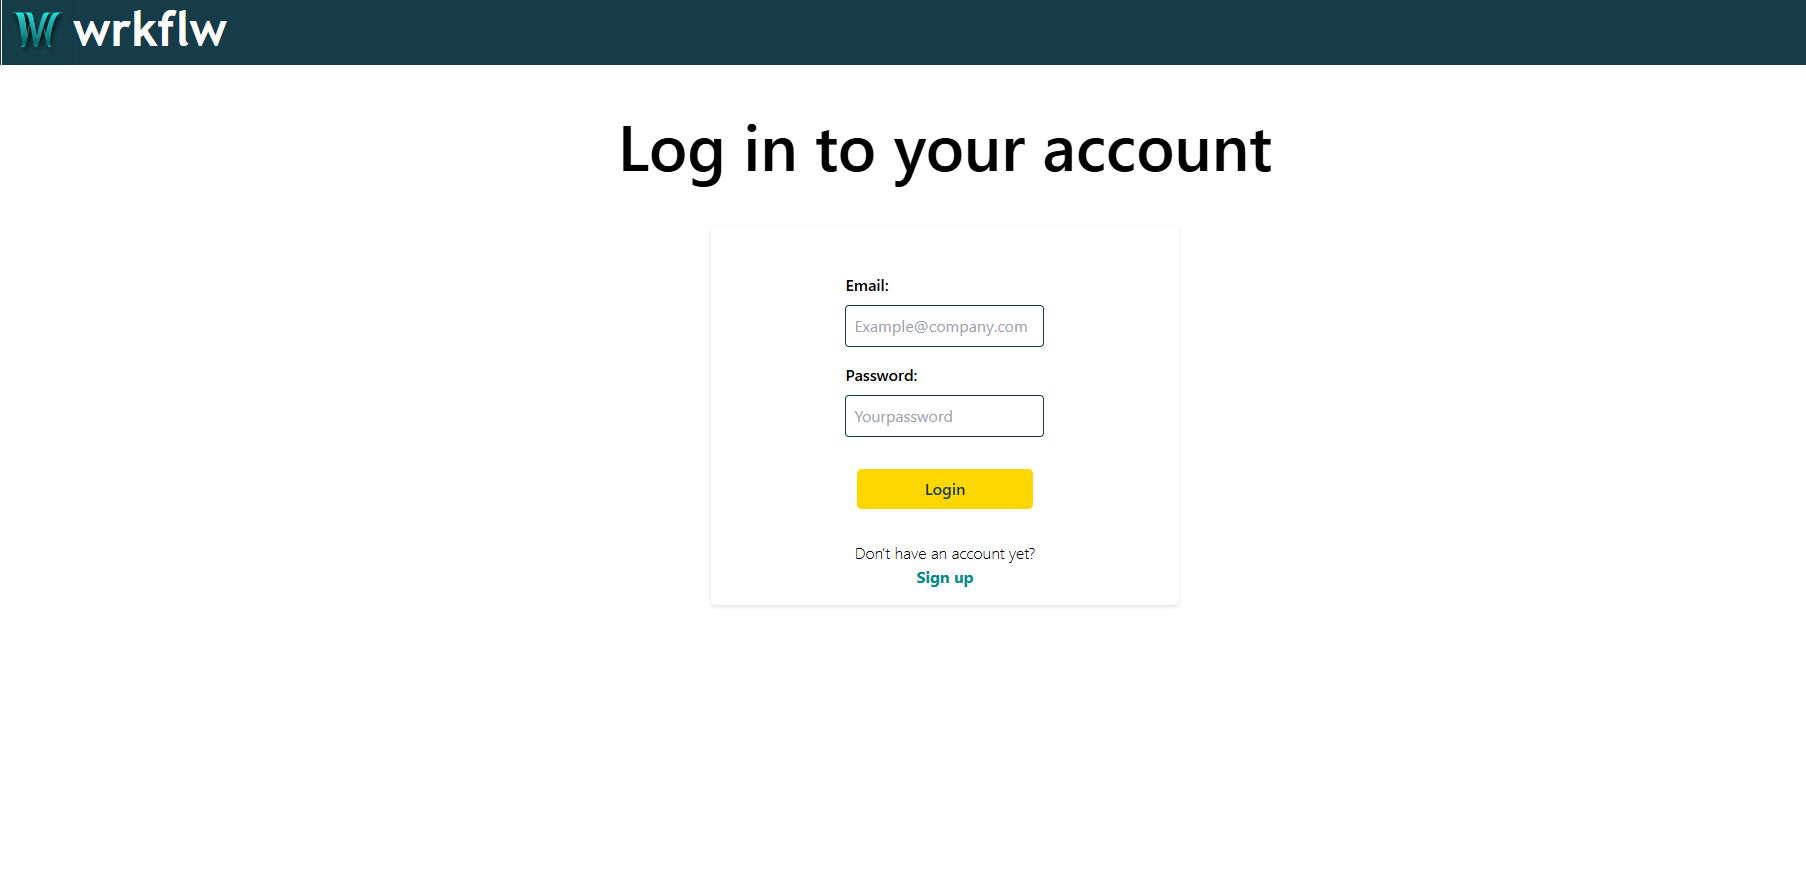 W wrkflw
Log in to your account
Email:
Example@company.com
Password:
Yourpassword
Login
Don't have an account yet?
Sign up